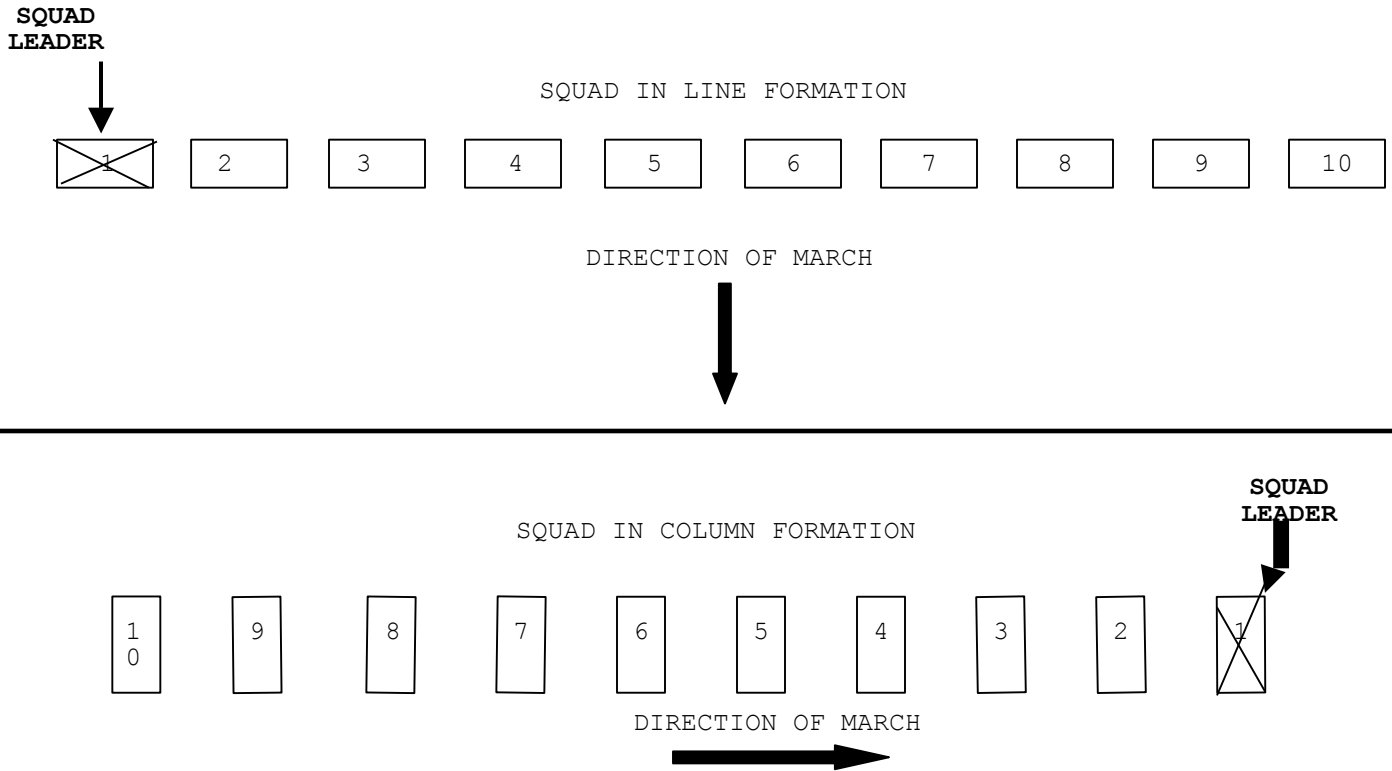 SQUAD
LEADER
SQUAD IN LINE FORMATION
1 2 3 4 5 6 7 8 9 10
DIRECTION OF MARCH
SQUAD
LEADER
SQUAD IN COLUMN FORMATION
1 9 8 7 6 5 4 3 2 1
0
DIRECTION OF MARCH